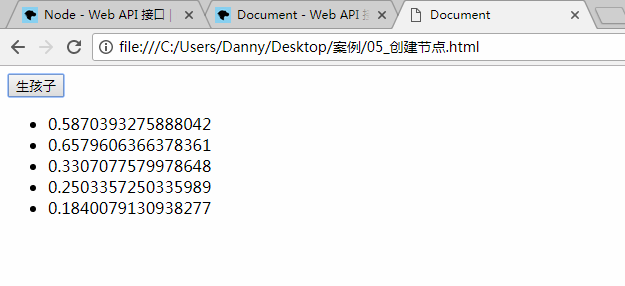 Node - Web API 接口 |
Document - Web API 接
Document
file:///C:/Users/Danny/Desktop/案例/05_创建节点.html
生孩子
0.5870393275888042
0.6579606366378361
0.3307077579978648
0.2503357250335989
0.1840079130938277